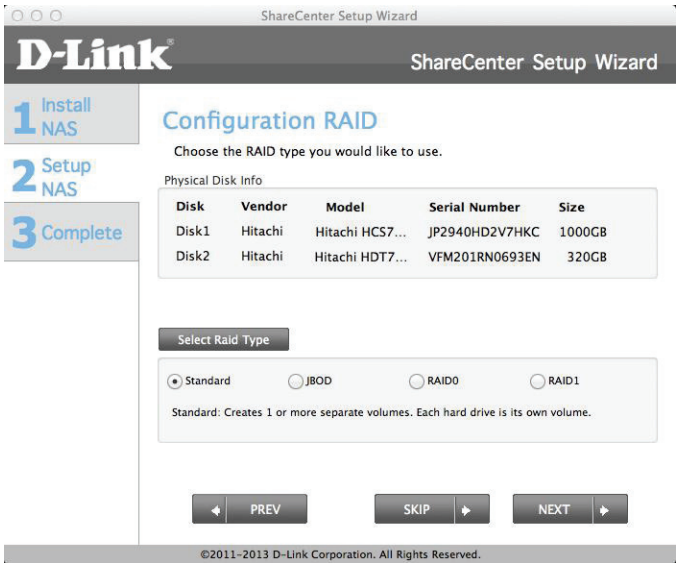 ShareCenter Setup Wizard
D-Link®
ShareCenter Setup Wizard
1 Install NAS
2 Setup NAS
3 Complete
Configuration RAID
Choose the RAID type you would like to use.
Physical Disk Info
Disk Vendor Model Serial Number Size
Disk1 Hitachi Hitachi HCS7... JP2940HD2V7HKC 1000GB
Disk2 Hitachi Hitachi HDT7... VFM201RN0693EN 320GB
Select Raid Type
Standard JBOD RAID0 RAID1
Standard: Creates 1 or more separate volumes. Each hard drive is its own volume.
PREV SKIP NEXT
©2011-2013 D-Link Corporation. All Rights Reserved.